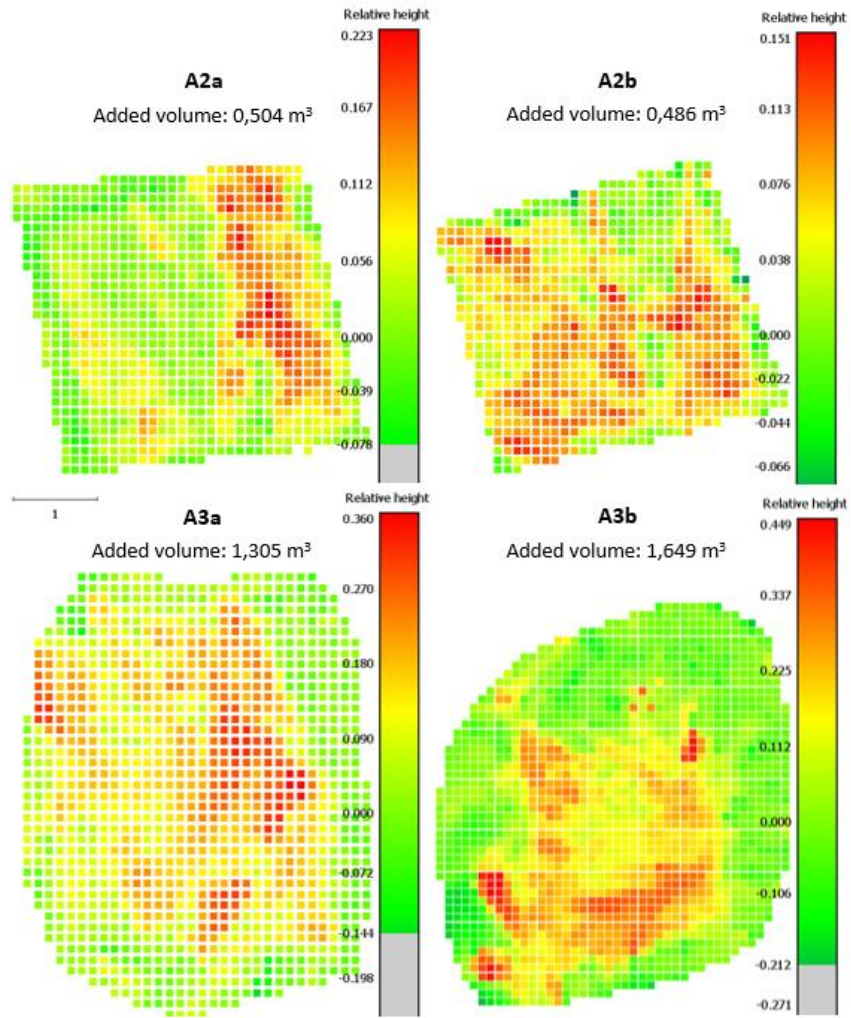 Relative height
0.223
0.167
0.112
0.056
0.000
-0.039
-0.078
A2a
Added volume: 0,504 m³
Relative height
0.151
0.113
0.076
0.038
0.000
-0.022
-0.044
-0.066
A2b
Added volume: 0,486 m³
1
Relative height
0.360
0.270
0.180
0.090
0.000
-0.072
-0.144
-0.198
A3a
Added volume: 1,305 m³
Relative height
0.449
0.337
0.225
0.112
0.000
-0.106
-0.212
-0.271
A3b
Added volume: 1,649 m³